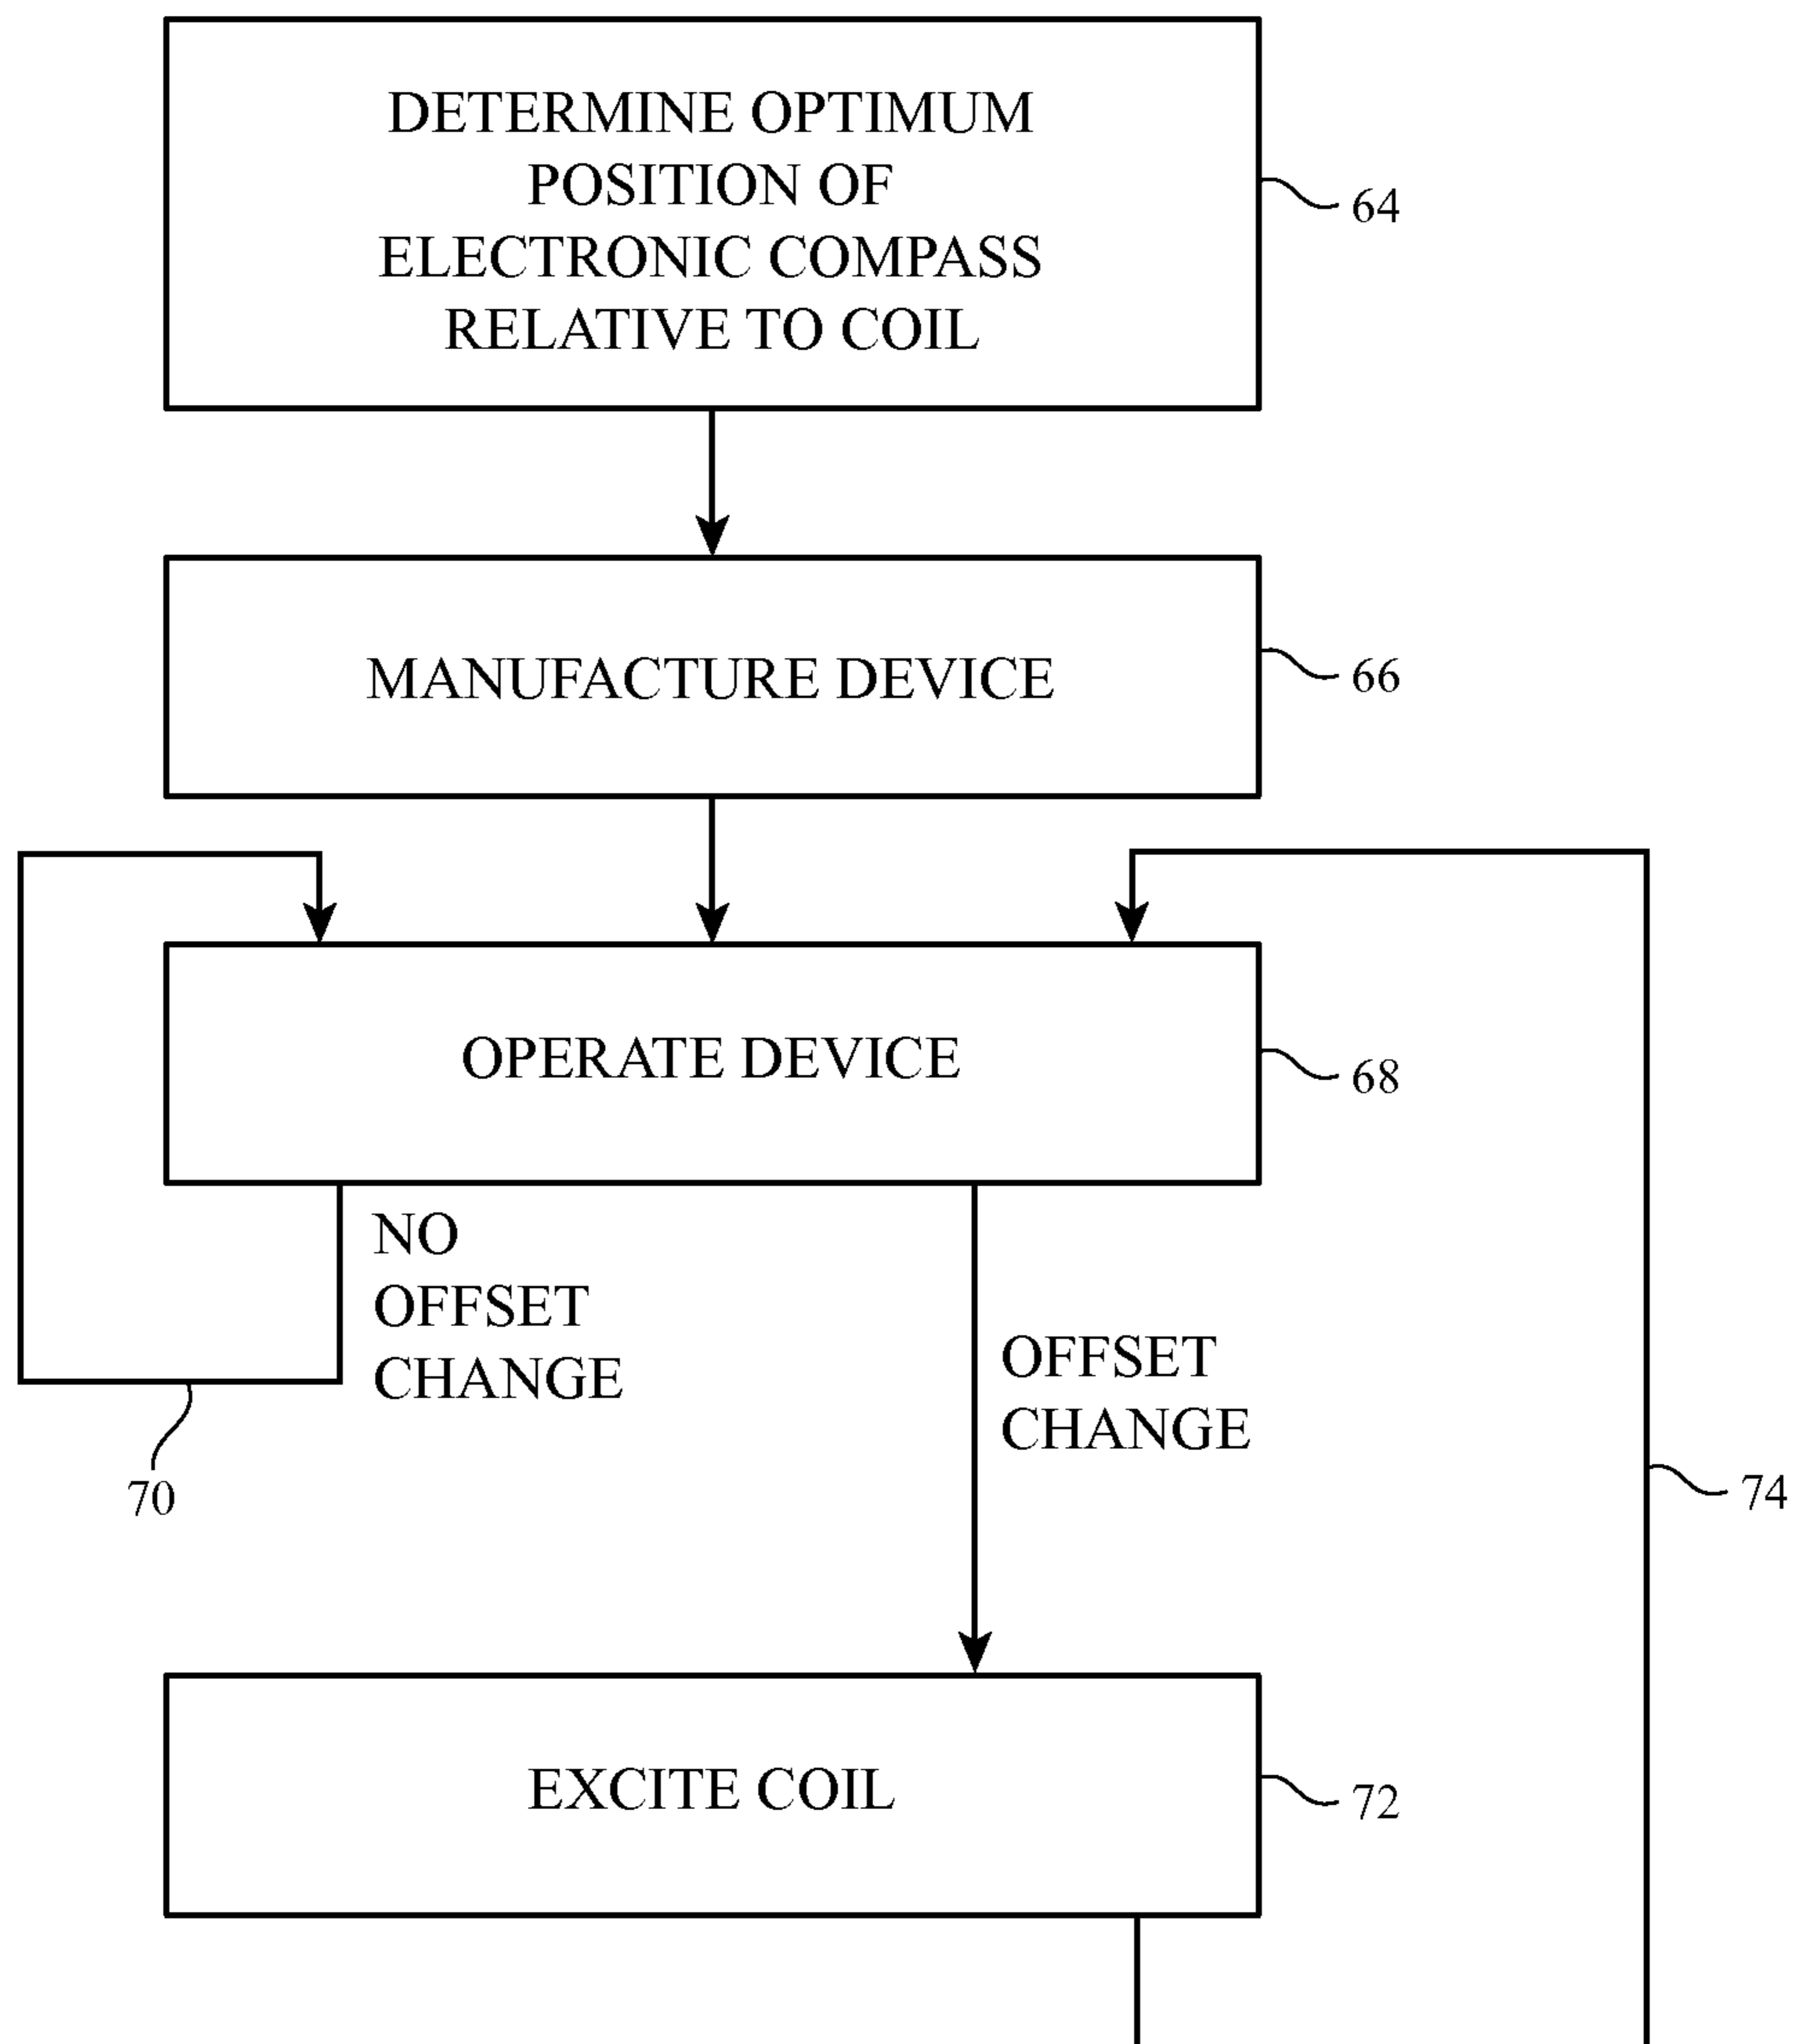 DETERMINE OPTIMUM
POSITION OF
ELECTRONIC COMPASS
RELATIVE TO COIL
64
MANUFACTURE DEVICE
66
OPERATE DEVICE
68
NO
OFFSET
CHANGE
OFFSET
CHANGE
70
74
EXCITE COIL
72